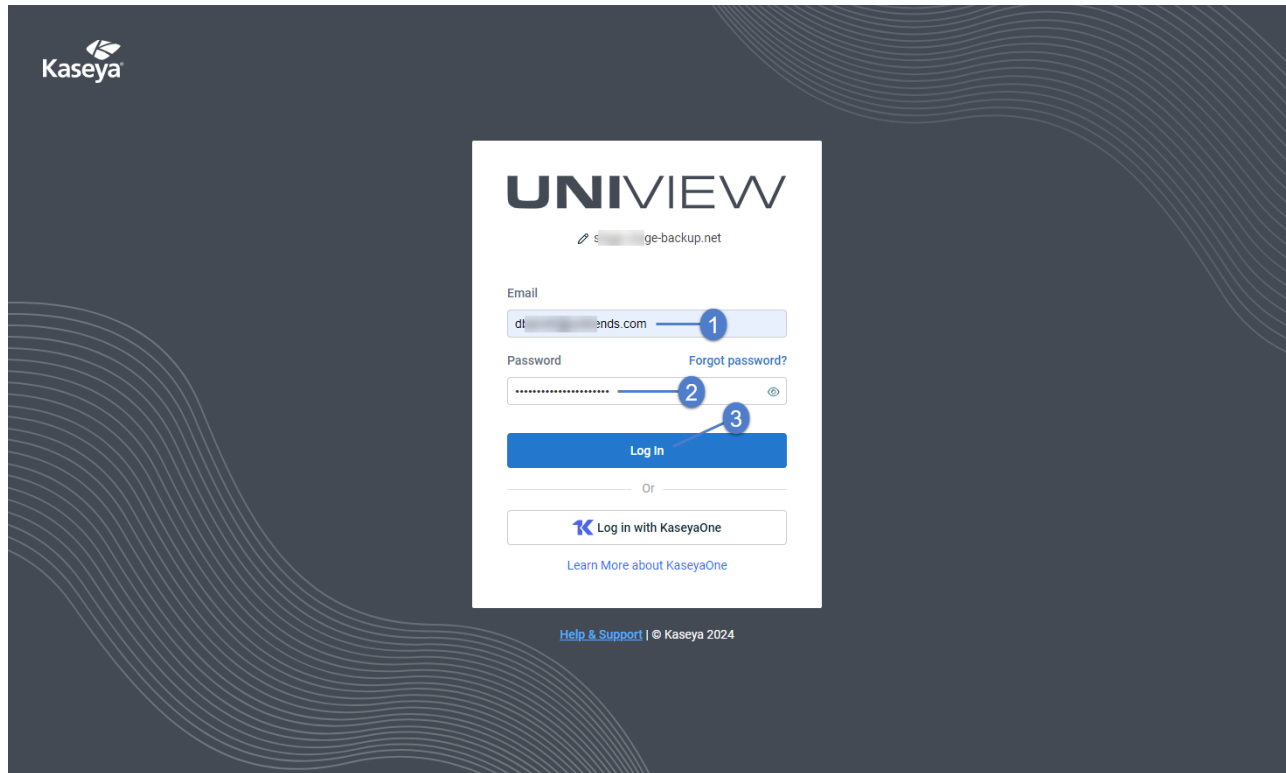 Kaseya
UNIVIEW
ge-backup.net
Email
ends.com
1
Password Forgot password?
2
3
Log In
Or
Log in with KaseyaOne
Learn More about KaseyaOne
Help & Support | © Kaseya 2024